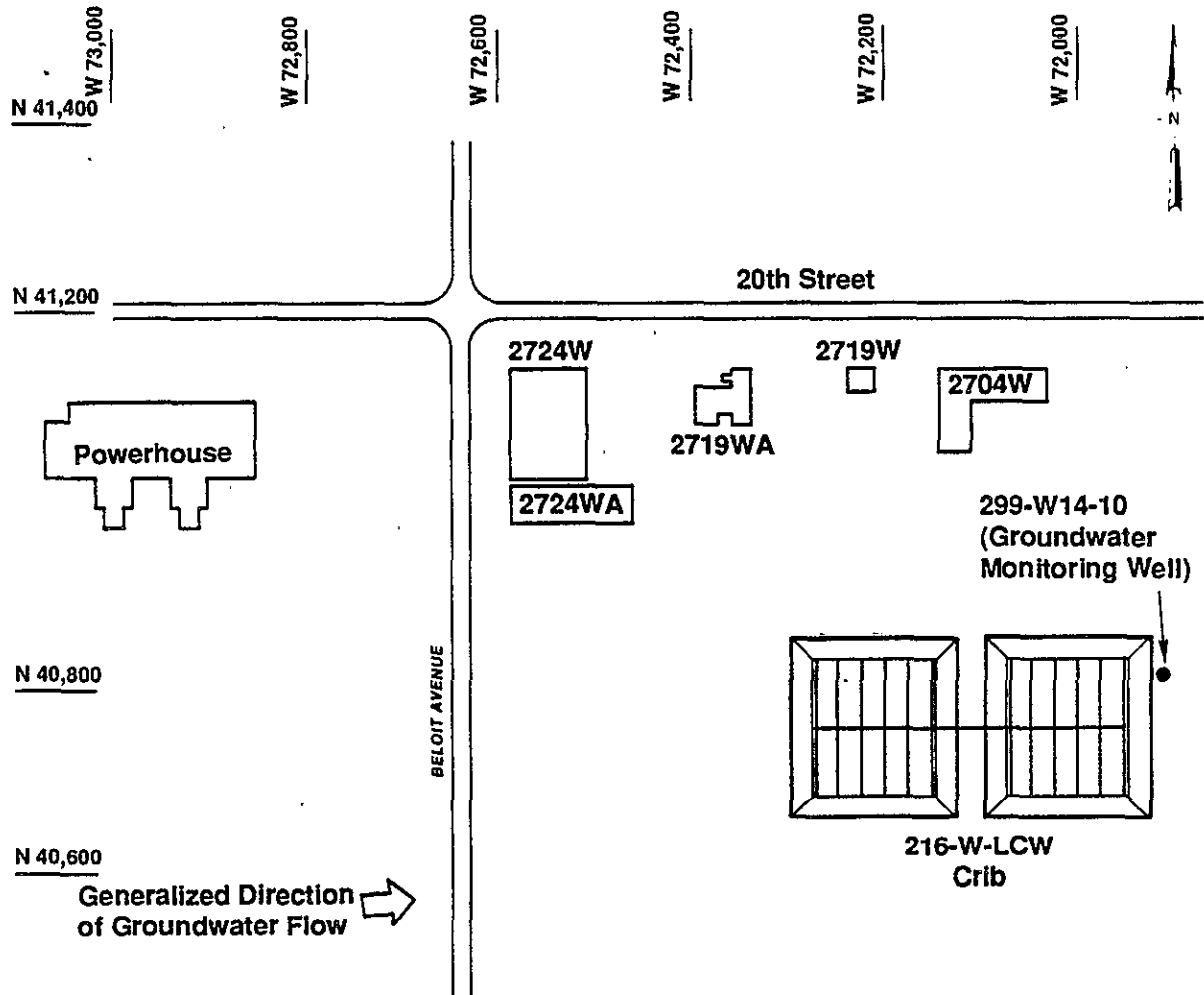 W 73,000
W 72,800
W 72,600
W 72,400
W 72,200
W 72,000
N 41,400
N
N 41,200
20th Street
2724W
2719W
2704W
Powerhouse
2719WA
2724WA
299-W14-10
(Groundwater
Monitoring Well)
N 40,800
BELOIT AVENUE
216-W-LCW
Crib
N 40,600
Generalized Direction
of Groundwater Flow